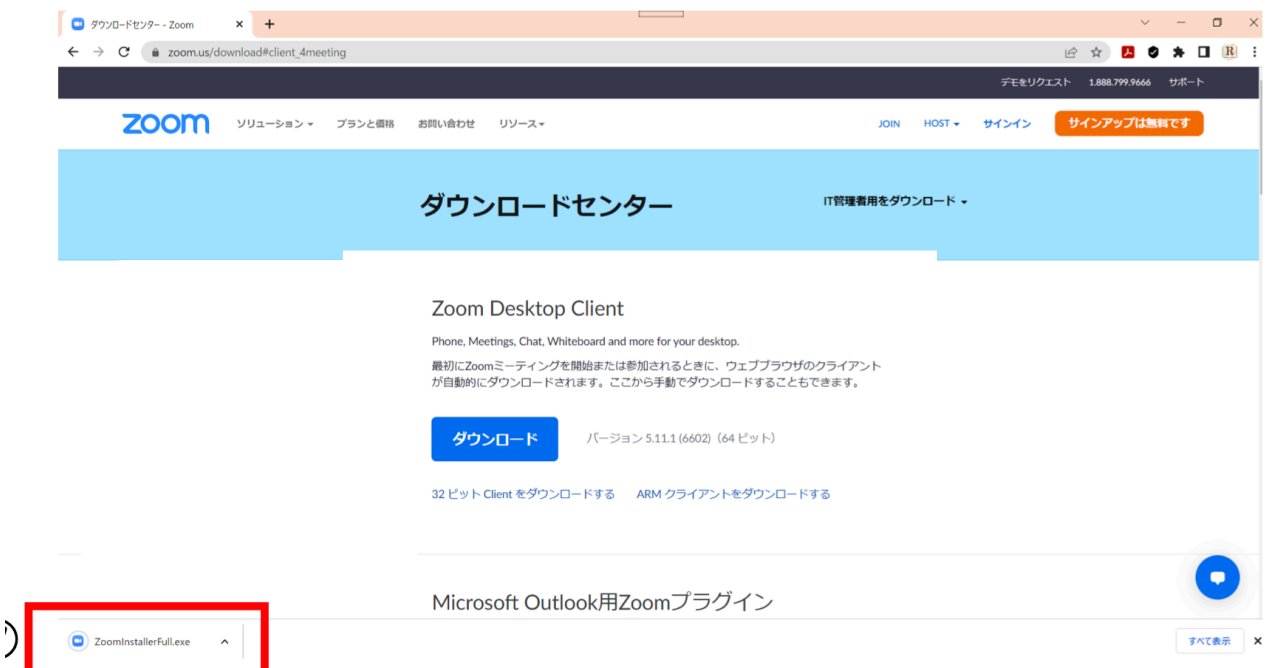 ダウンロードセンター - Zoom
zoom.us/download#client_4meeting
デモをリクエスト 1.888.799.9666 サポート
zoom ソリューション プランと価格 お問い合わせ リソース JOIN HOST サインイン サインアップは無料です
ダウンロードセンター IT管理者用をダウンロード
Zoom Desktop Client
Phone, Meetings, Chat, Whiteboard and more for your desktop.
最初にZoomミーティングを開始または参加されるときに、ウェブブラウザのクライアント
が自動的にダウンロードされます。ここから手動でダウンロードすることもできます。
ダウンロード バージョン 5.11.1 (6602)（64 ビット）
32 ビット Client をダウンロードする ARM クライアントをダウンロードする
Microsoft Outlook用Zoomプラグイン
ZoomInstallerFull.exe すべて表示